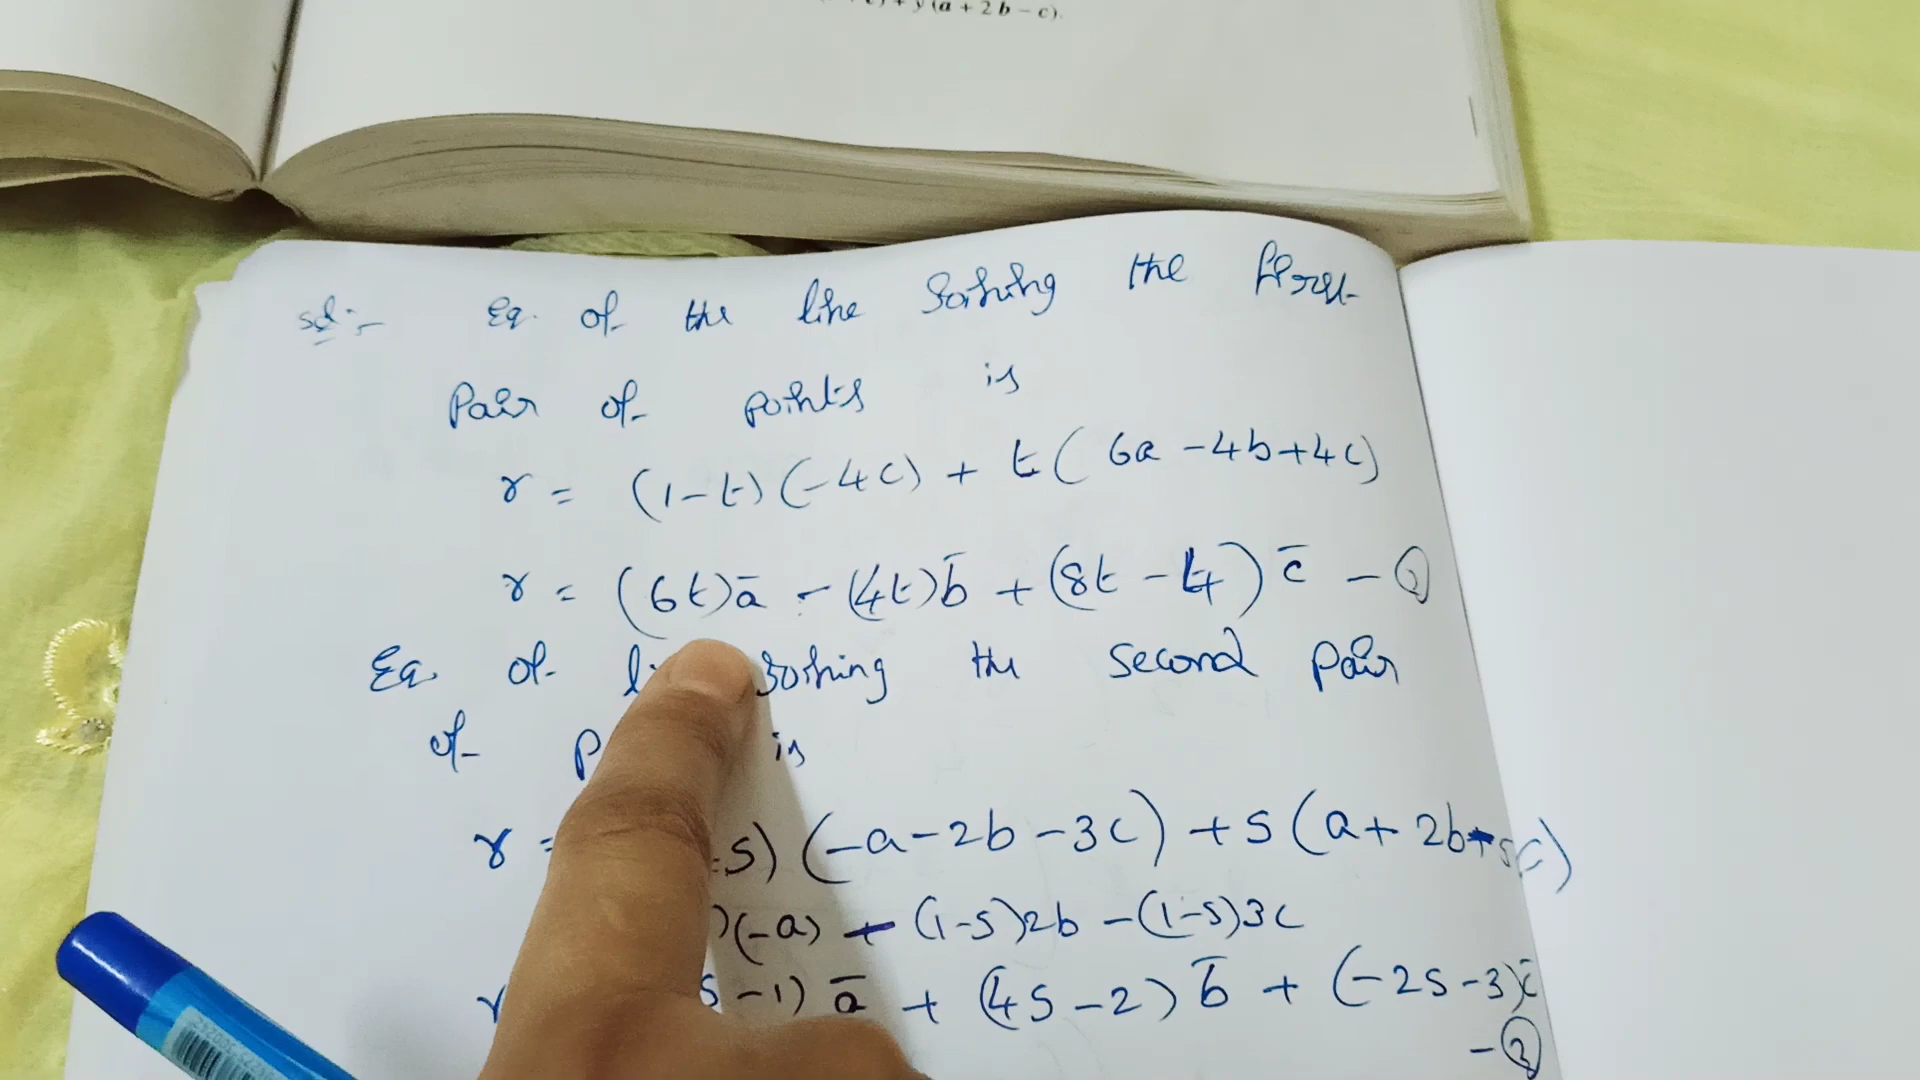 + y (a + 2b - c).
Sol:- Eq. of the line joining the first
Pair of points is
r = (1-t)(-4c) + t(6a -4b+4c)
r = (6t)a̅ - (4t)b̅ + (8t - 4) c̅ - ①
Eq. of joining the second pair
of is
r = s) (-a-2b-3c) + s(a+2b-5c)
)(-a) - (1-s)2b - (1-s)3c
r s-1) a̅ + (4s-2) b̅ + (-2s-3)c̅
- ②